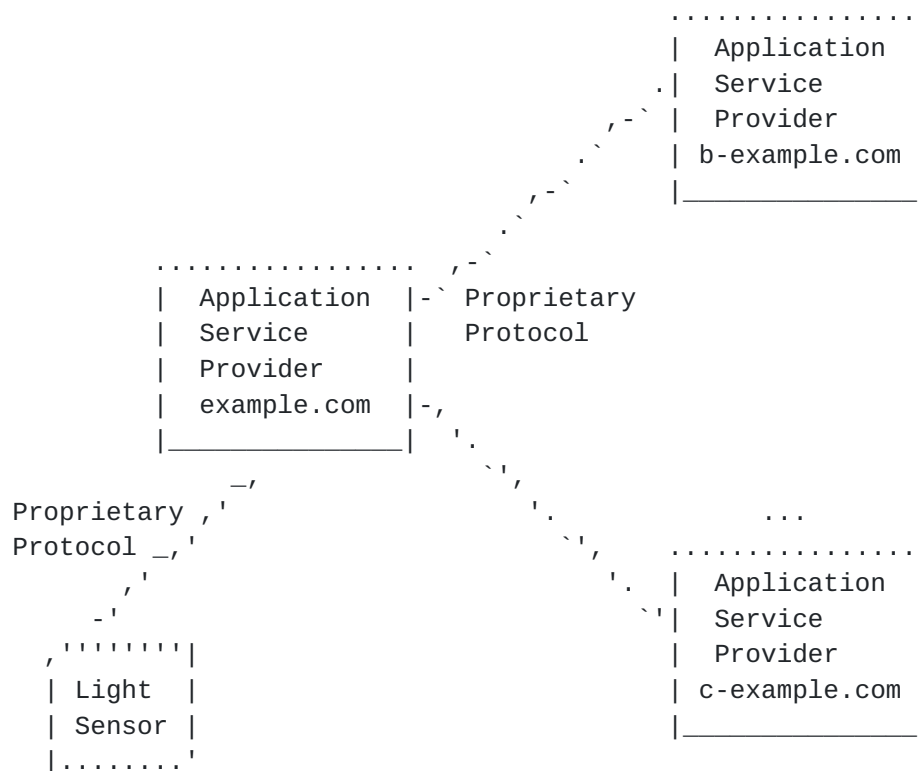 Application
Service
Provider
b-example.com
Application
Service
Provider
example.com
Proprietary
Protocol
Proprietary
Protocol
...
Application
Service
Provider
c-example.com
Light
Sensor